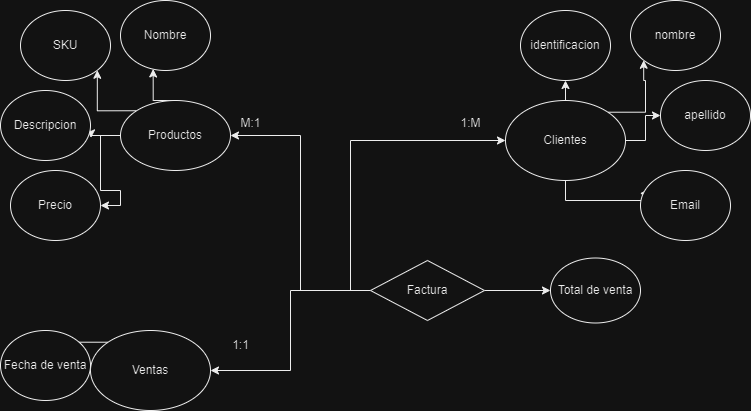 SKU
Nombre
identificacion
nombre
Descripcion
Productos
M:1
1:M
Clientes
apellido
Precio
Email
Factura
Total de venta
1:1
Fecha de venta
Ventas